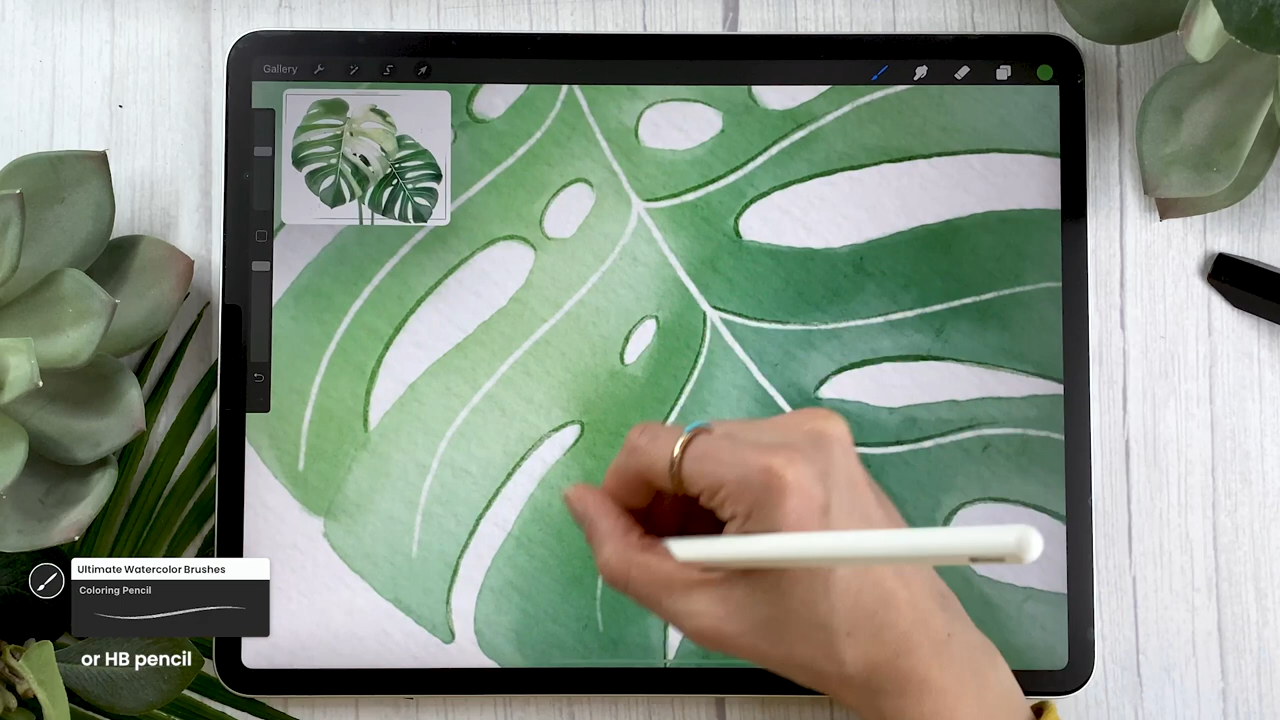 Gallery
Ultimate Watercolor Brushes
Coloring Pencil
or HB pencil